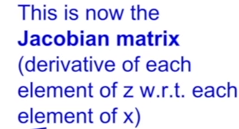 This is now the
Jacobian matrix
(derivative of each
element of z w.r.t. each
element of x)